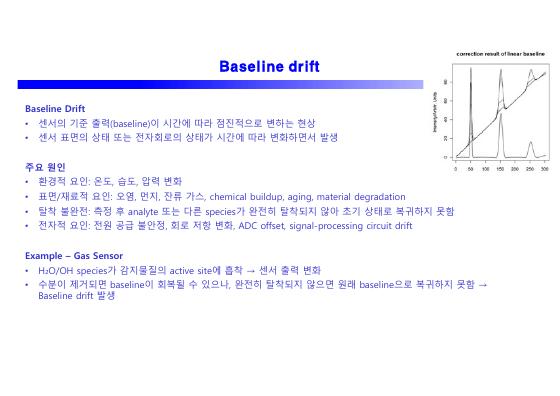 Baseline drift
correction result of linear baseline
Intensity/Arbitr. Units
0 20 40 60 80
0 50 100 150 200 250 300
Baseline Drift
• 센서의 기준 출력(baseline)이 시간에 따라 점진적으로 변하는 현상
• 센서 표면의 상태 또는 전자회로의 상태가 시간에 따라 변화하면서 발생
주요 원인
• 환경적 요인: 온도, 습도, 압력 변화
• 표면/재료적 요인: 오염, 먼지, 잔류 가스, chemical buildup, aging, material degradation
• 탈착 불완전: 측정 후 analyte 또는 다른 species가 완전히 탈착되지 않아 초기 상태로 복귀하지 못함
• 전자적 요인: 전원 공급 불안정, 회로 저항 변화, ADC offset, signal-processing circuit drift
Example – Gas Sensor
• H₂O/OH species가 감지물질의 active site에 흡착 → 센서 출력 변화
• 수분이 제거되면 baseline이 회복될 수 있으나, 완전히 탈착되지 않으면 원래 baseline으로 복귀하지 못함 →
Baseline drift 발생